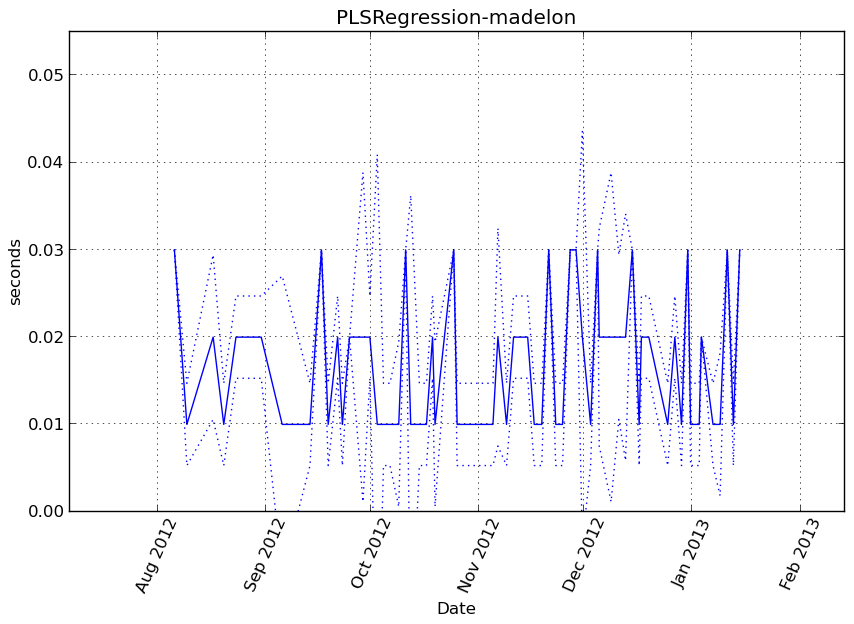 PLSRegression-madelon
0.05
0.04
0.03
0.02
0.01
0.00
seconds
Aug 2012
Sep 2012
Oct 2012
Nov 2012
Dec 2012
Jan 2013
Feb 2013
Date